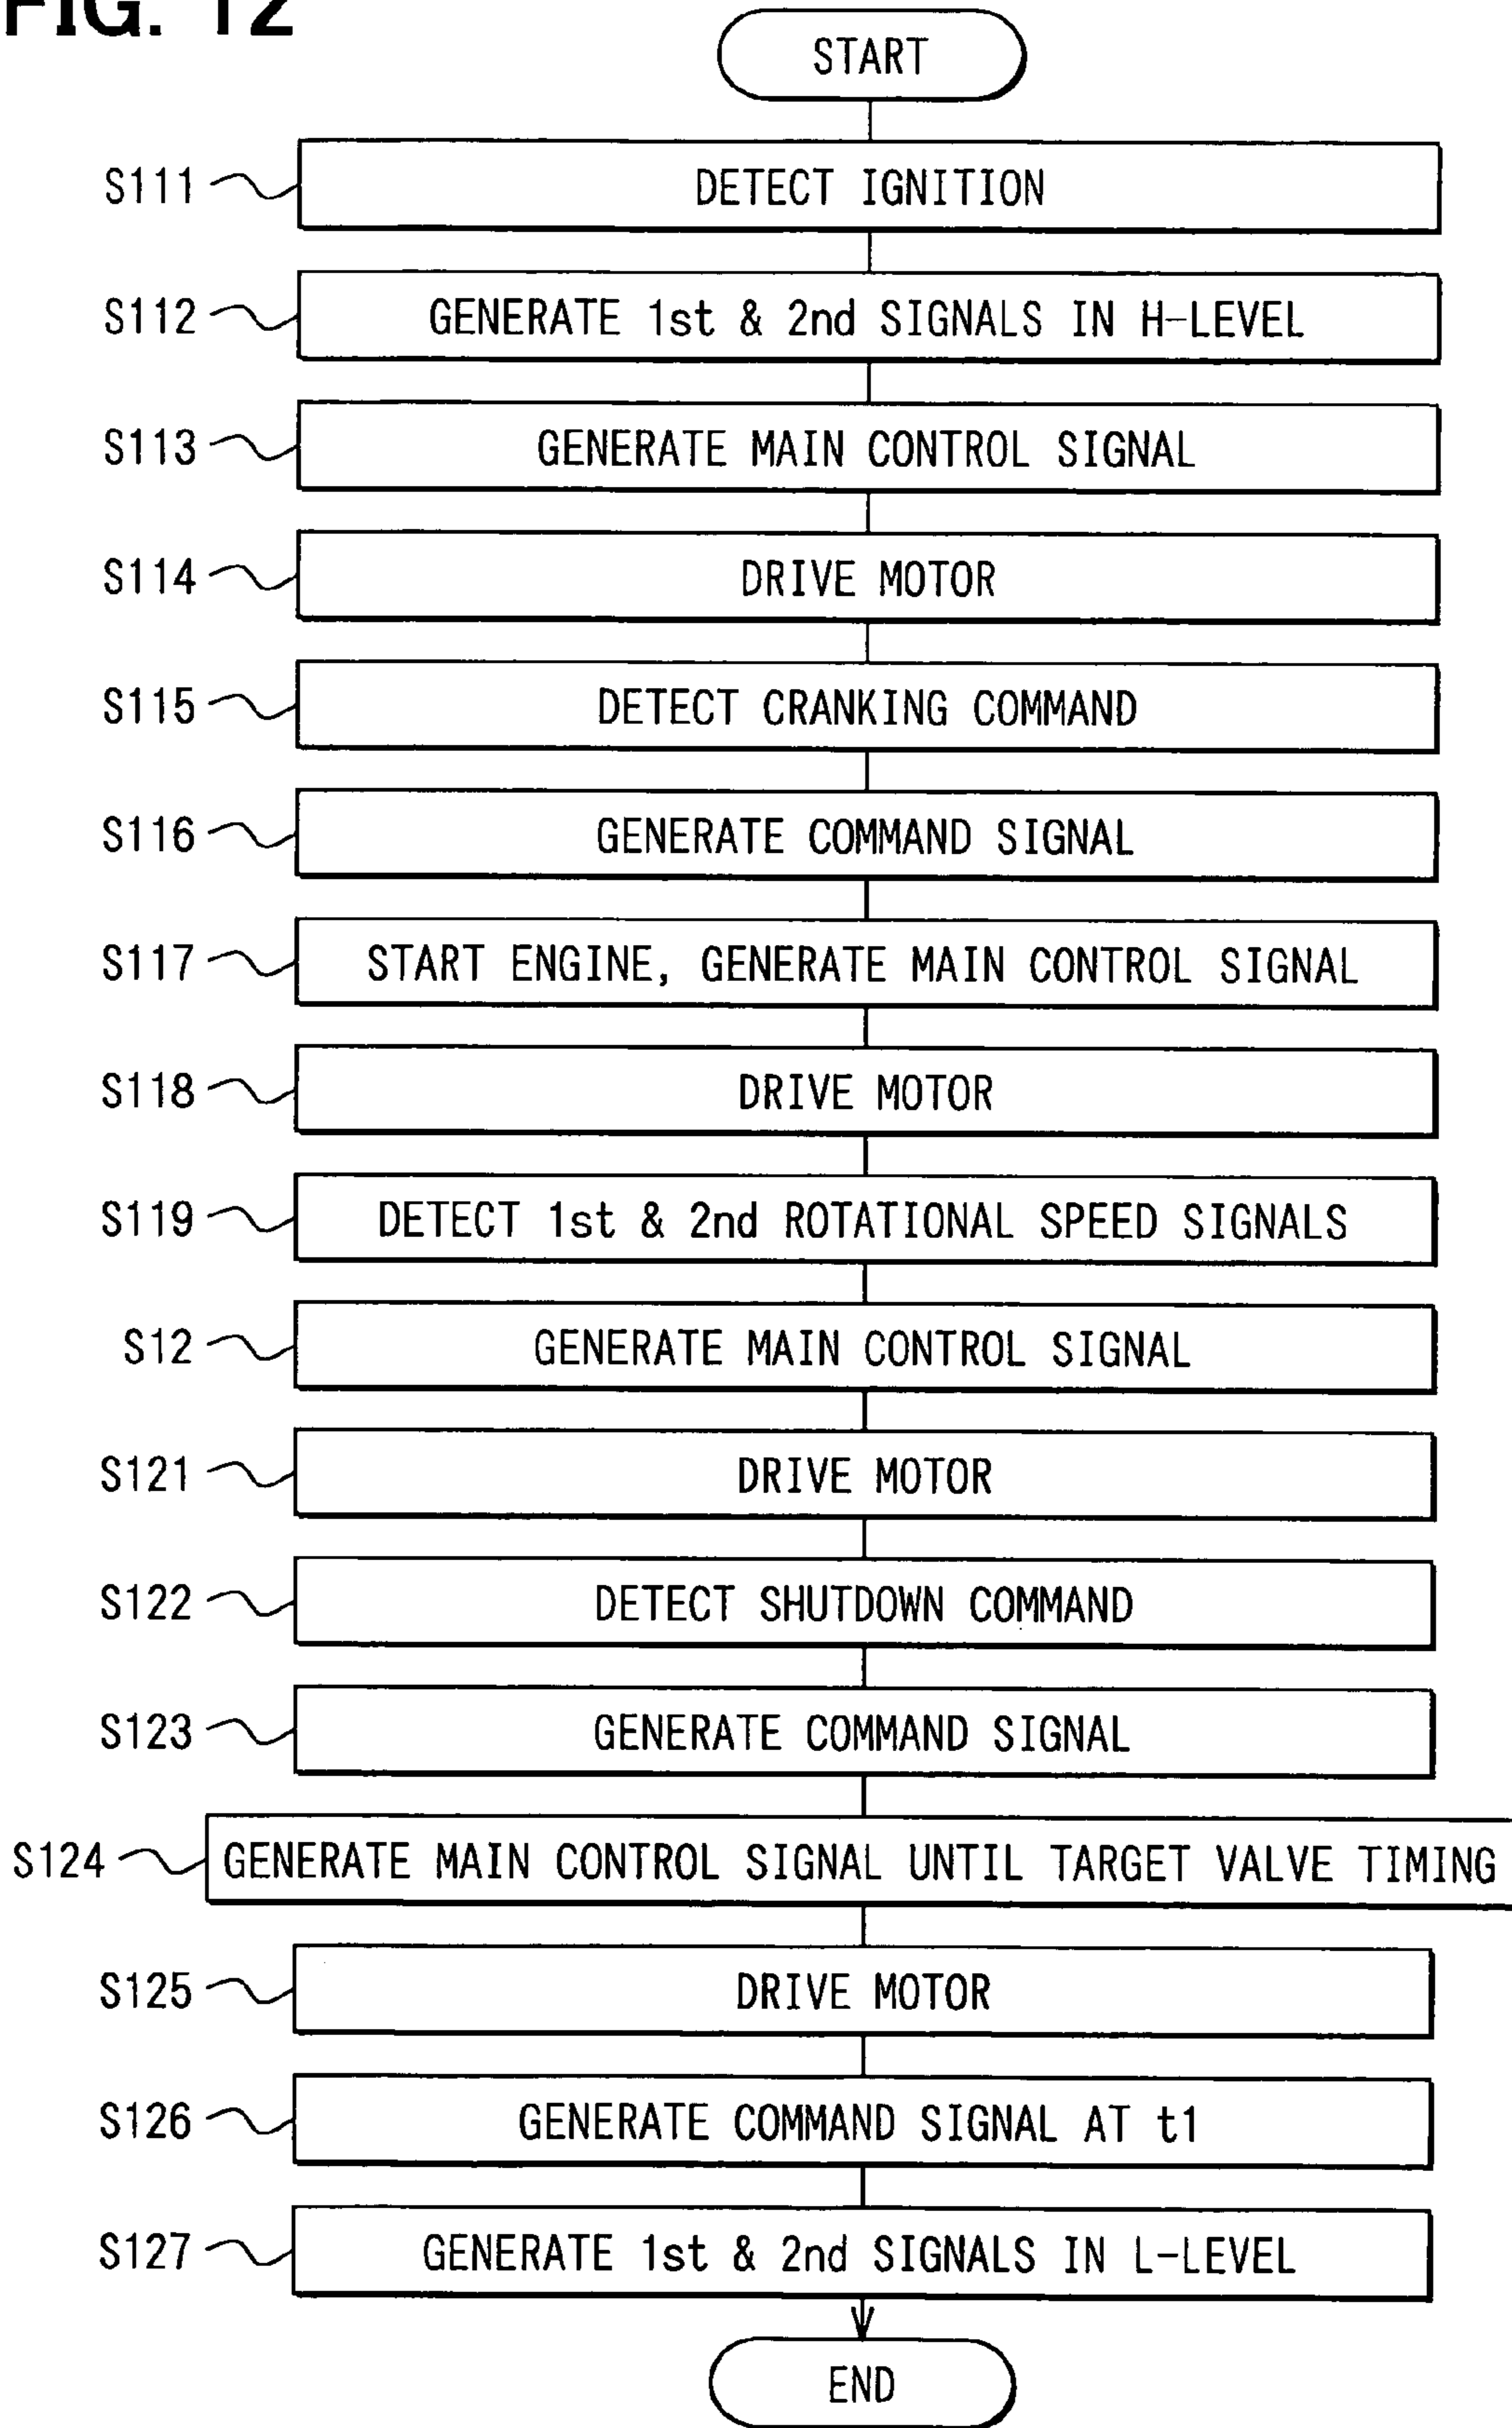 FIG. 12
START
S111 DETECT IGNITION
S112 GENERATE 1st & 2nd SIGNALS IN H-LEVEL
S113 GENERATE MAIN CONTROL SIGNAL
S114 DRIVE MOTOR
S115 DETECT CRANKING COMMAND
S116 GENERATE COMMAND SIGNAL
S117 START ENGINE, GENERATE MAIN CONTROL SIGNAL
S118 DRIVE MOTOR
S119 DETECT 1st & 2nd ROTATIONAL SPEED SIGNALS
S12 GENERATE MAIN CONTROL SIGNAL
S121 DRIVE MOTOR
S122 DETECT SHUTDOWN COMMAND
S123 GENERATE COMMAND SIGNAL
S124 GENERATE MAIN CONTROL SIGNAL UNTIL TARGET VALVE TIMING
S125 DRIVE MOTOR
S126 GENERATE COMMAND SIGNAL AT t1
S127 GENERATE 1st & 2nd SIGNALS IN L-LEVEL
END